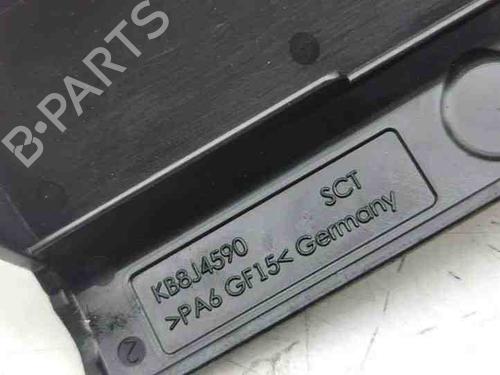 B-PARTS
SCT
KB8J4590
>PA6 GF15< Germany
2